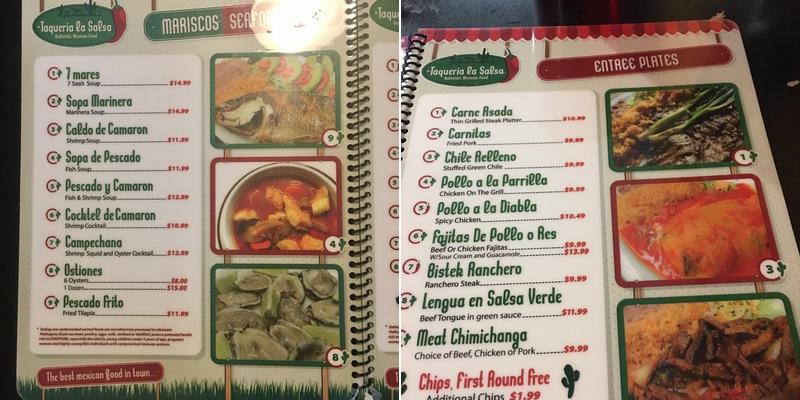 Taqueria la Salsa
Authentic Mexican Food
MARISCOS SEAFOOD
1 7 mares
7 Sea's Soup $14.99
2 Sopa Marinera
Marinera Soup $14.99
3 Caldo de Camaron
Shrimp Soup $11.99
4 Sopa de Pescado
Fish Soup $11.99
5 Pescado y Camaron
Fish & Shrimp Soup $12.99
6 Cocktel de Camaron
Shrimp Cocktail $10.99
7 Campechana
Shrimp Squid and Oyster Cocktail $12.99
8 Ostiones
6 Oysters $8.00
1 Dozen $15.00
9 Pescado frito
Fried Tilapia $11.99
The best mexican food in town...
9
4
8
Taqueria la Salsa
Authentic Mexican Food
ENTREE PLATES
1 Carne Asada
Thin Grilled Steak Platter $10.99
2 Carnitas
Fried Pork $9.99
3 Chile Relleno
Stuffed Green Chile $9.99
4 Pollo a la Parrilla
Chicken On The Grill $9.99
5 Pollo a la Diabla
Spicy Chicken $10.49
6 Fajitas De Pollo o Res
Beef Or Chicken Fajitas $9.99
W/Sour Cream and Guacamole $13.99
7 Bistek Ranchero
Ranchero Steak $9.99
8 Lengua en Salsa Verde
Beef Tongue in green sauce $11.99
Meat Chimichanga
Choice of Beef, Chicken or Pork $9.99
Chips, First Round Free
Additional Chips $1.99
1
3